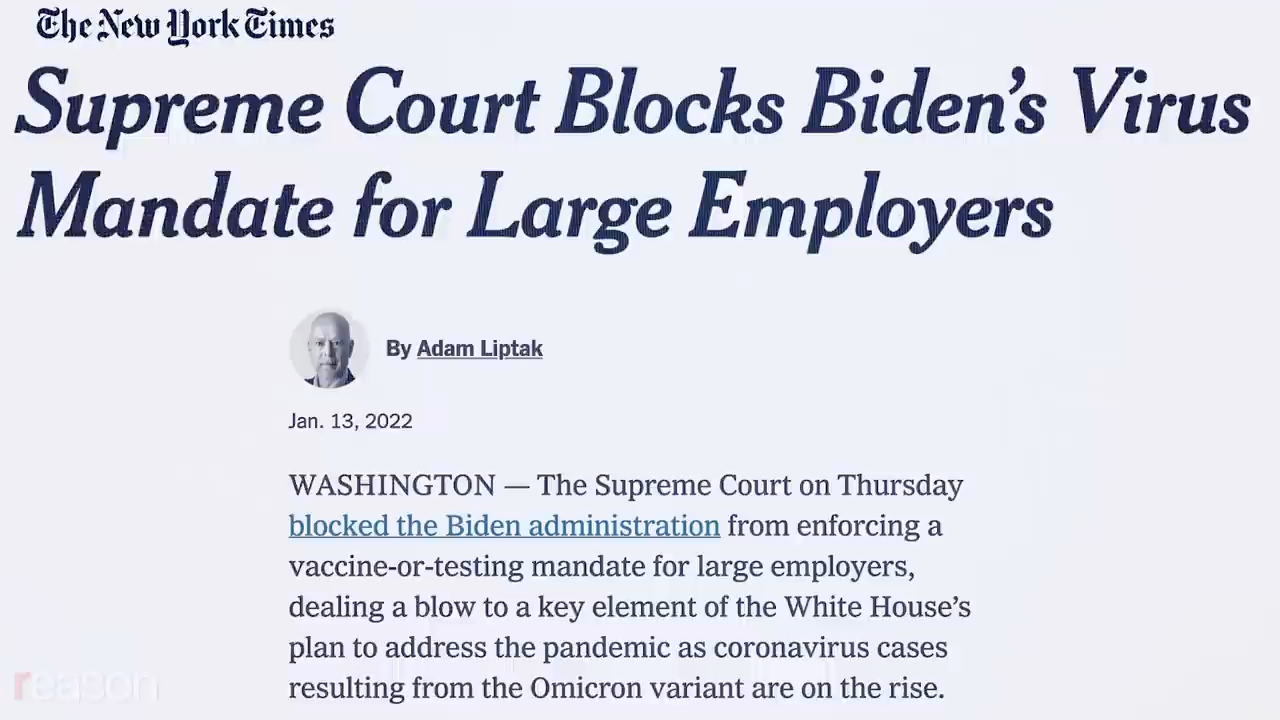 The New York Times
Supreme Court Blocks Biden’s Virus
Mandate for Large Employers
By Adam Liptak
Jan. 13, 2022
WASHINGTON — The Supreme Court on Thursday
blocked the Biden administration from enforcing a
vaccine-or-testing mandate for large employers,
dealing a blow to a key element of the White House’s
plan to address the pandemic as coronavirus cases
resulting from the Omicron variant are on the rise.
reason